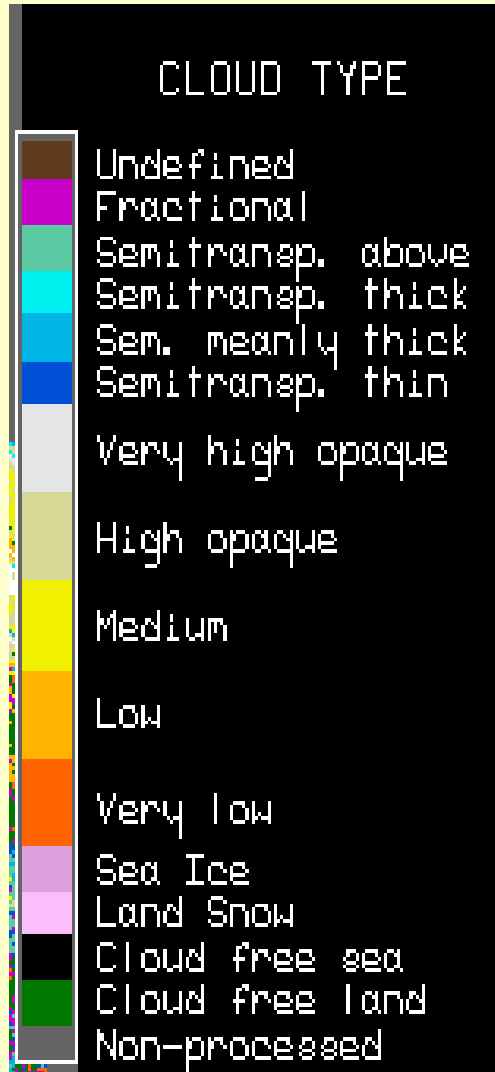 CLOUD TYPE
Undefined
Fractional
Semitransp. above
Semitransp. thick
Sem. meanly thick
Semitransp. thin
Very high opaque
High opaque
Medium
Low
Very low
Sea Ice
Land Snow
Cloud free sea
Cloud free land
Non-processed